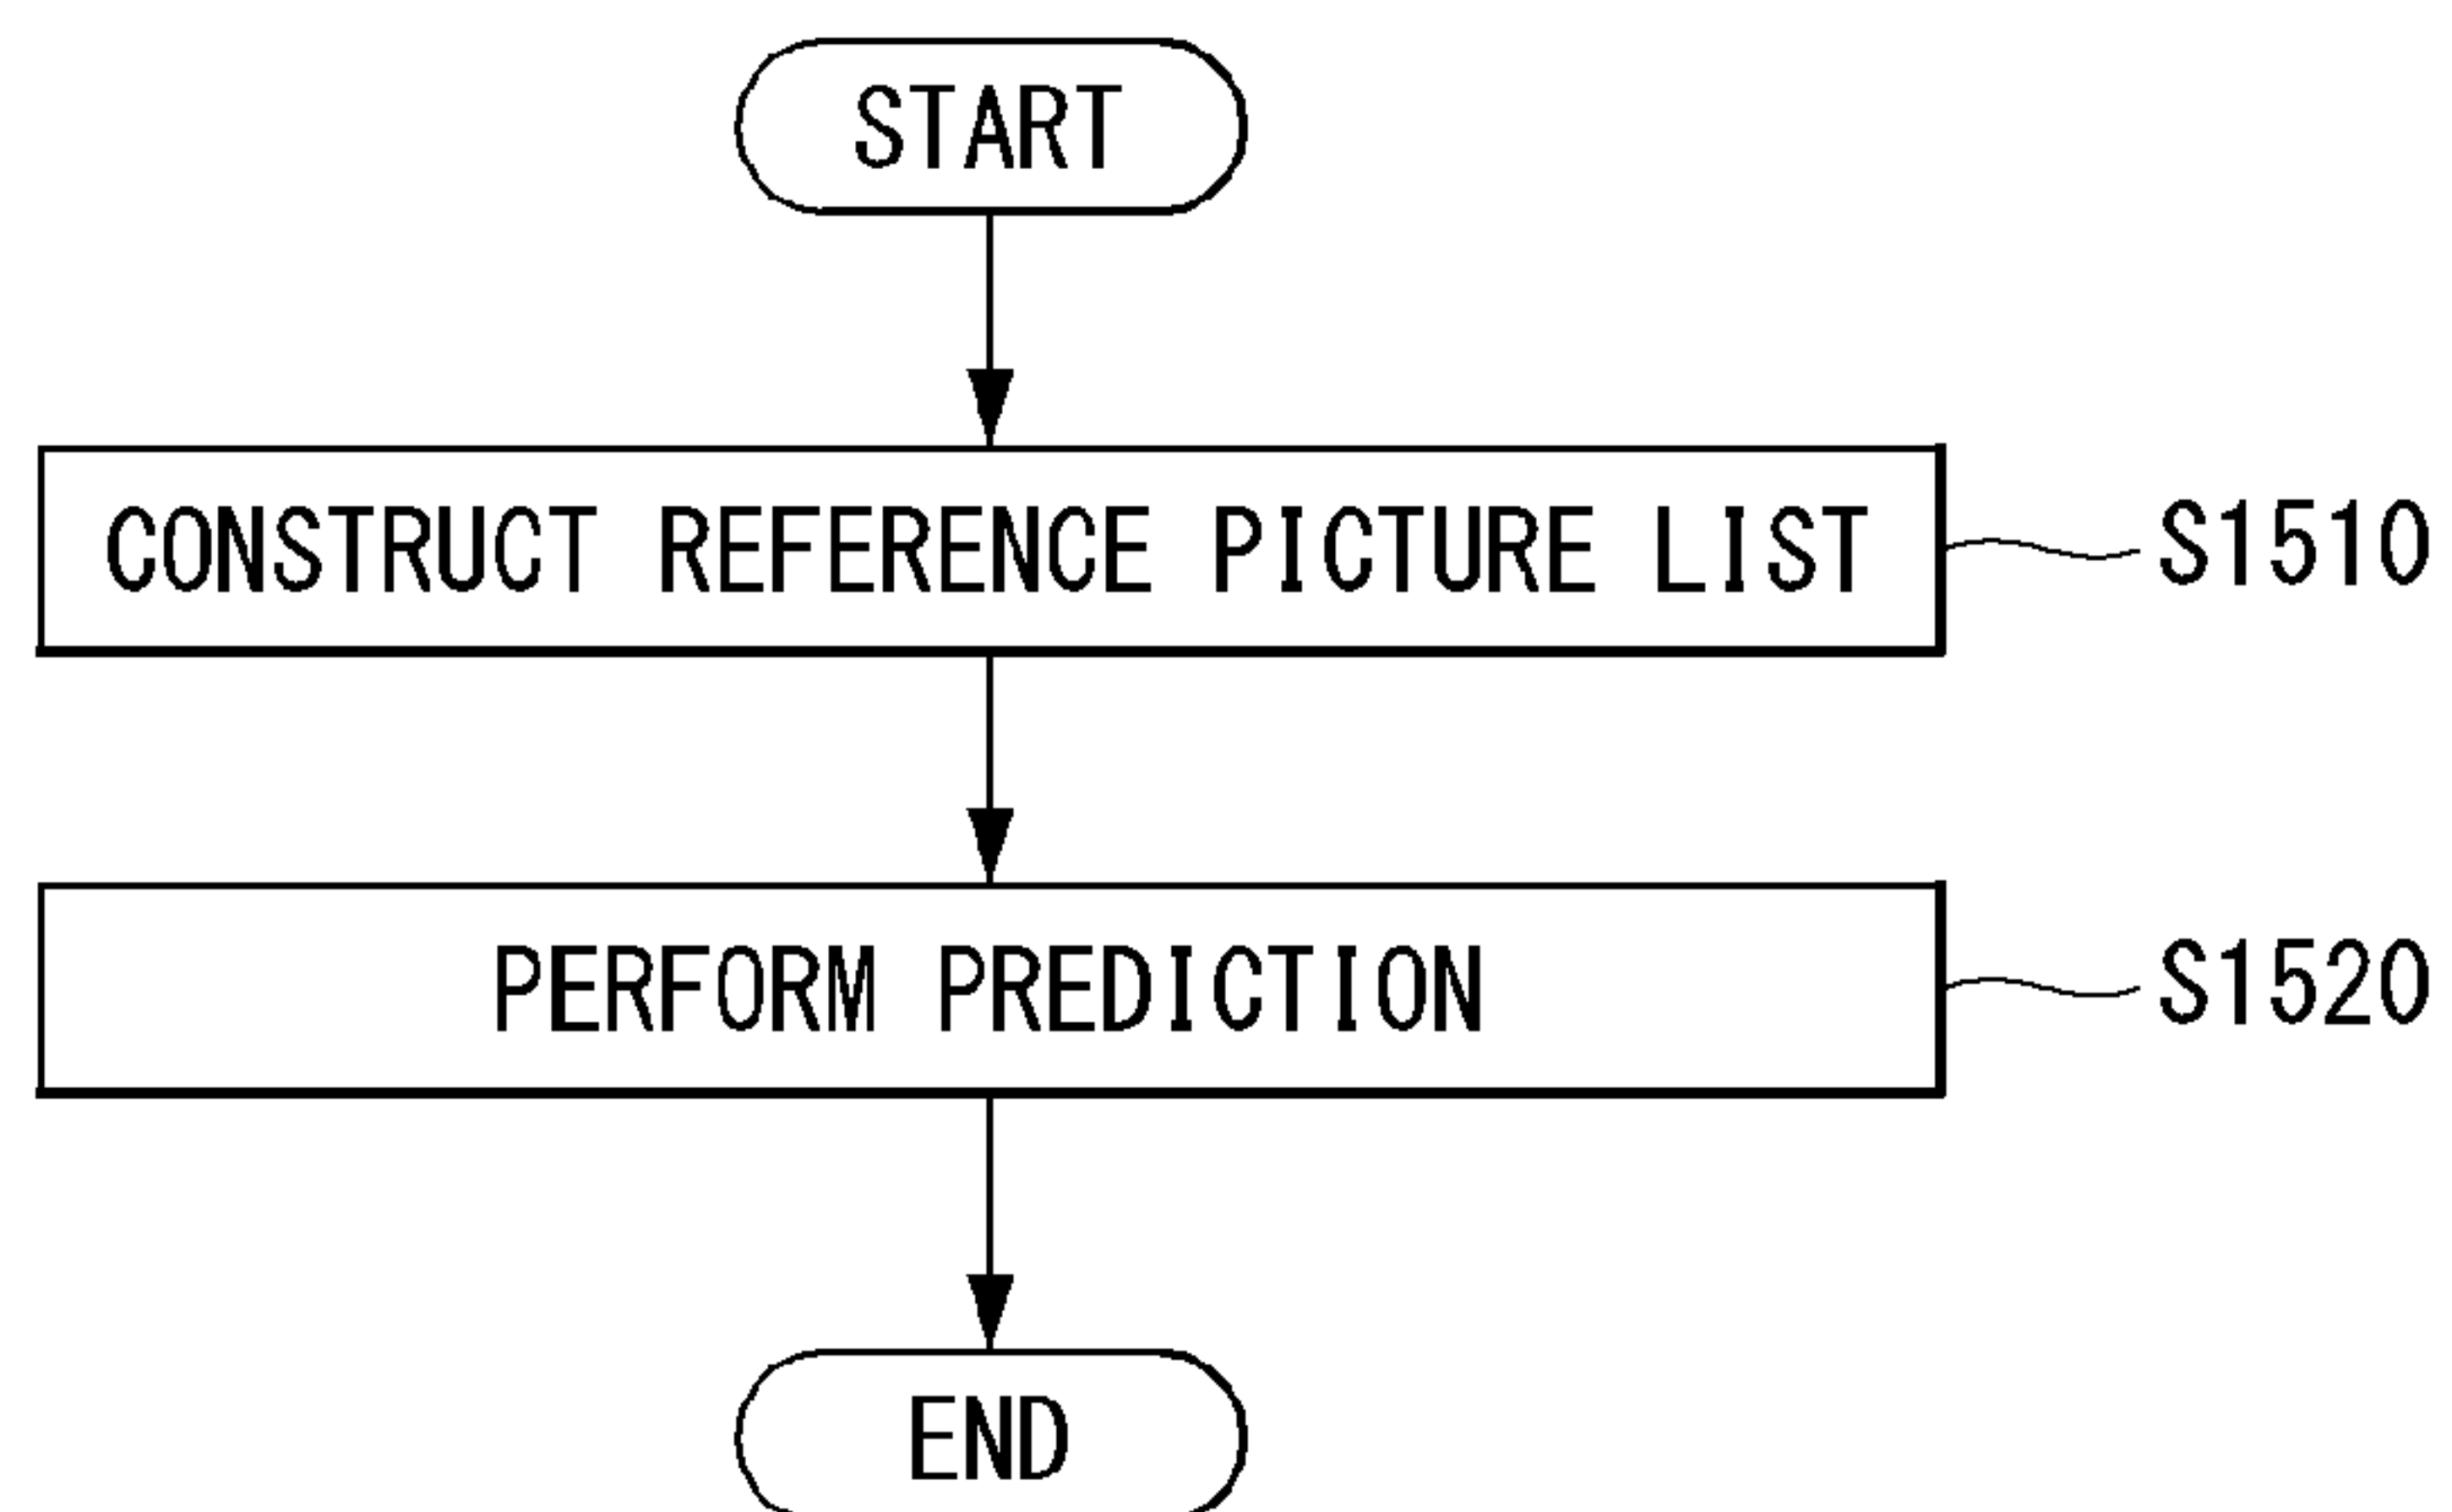 START
CONSTRUCT REFERENCE PICTURE LIST S1510
PERFORM PREDICTION S1520
END